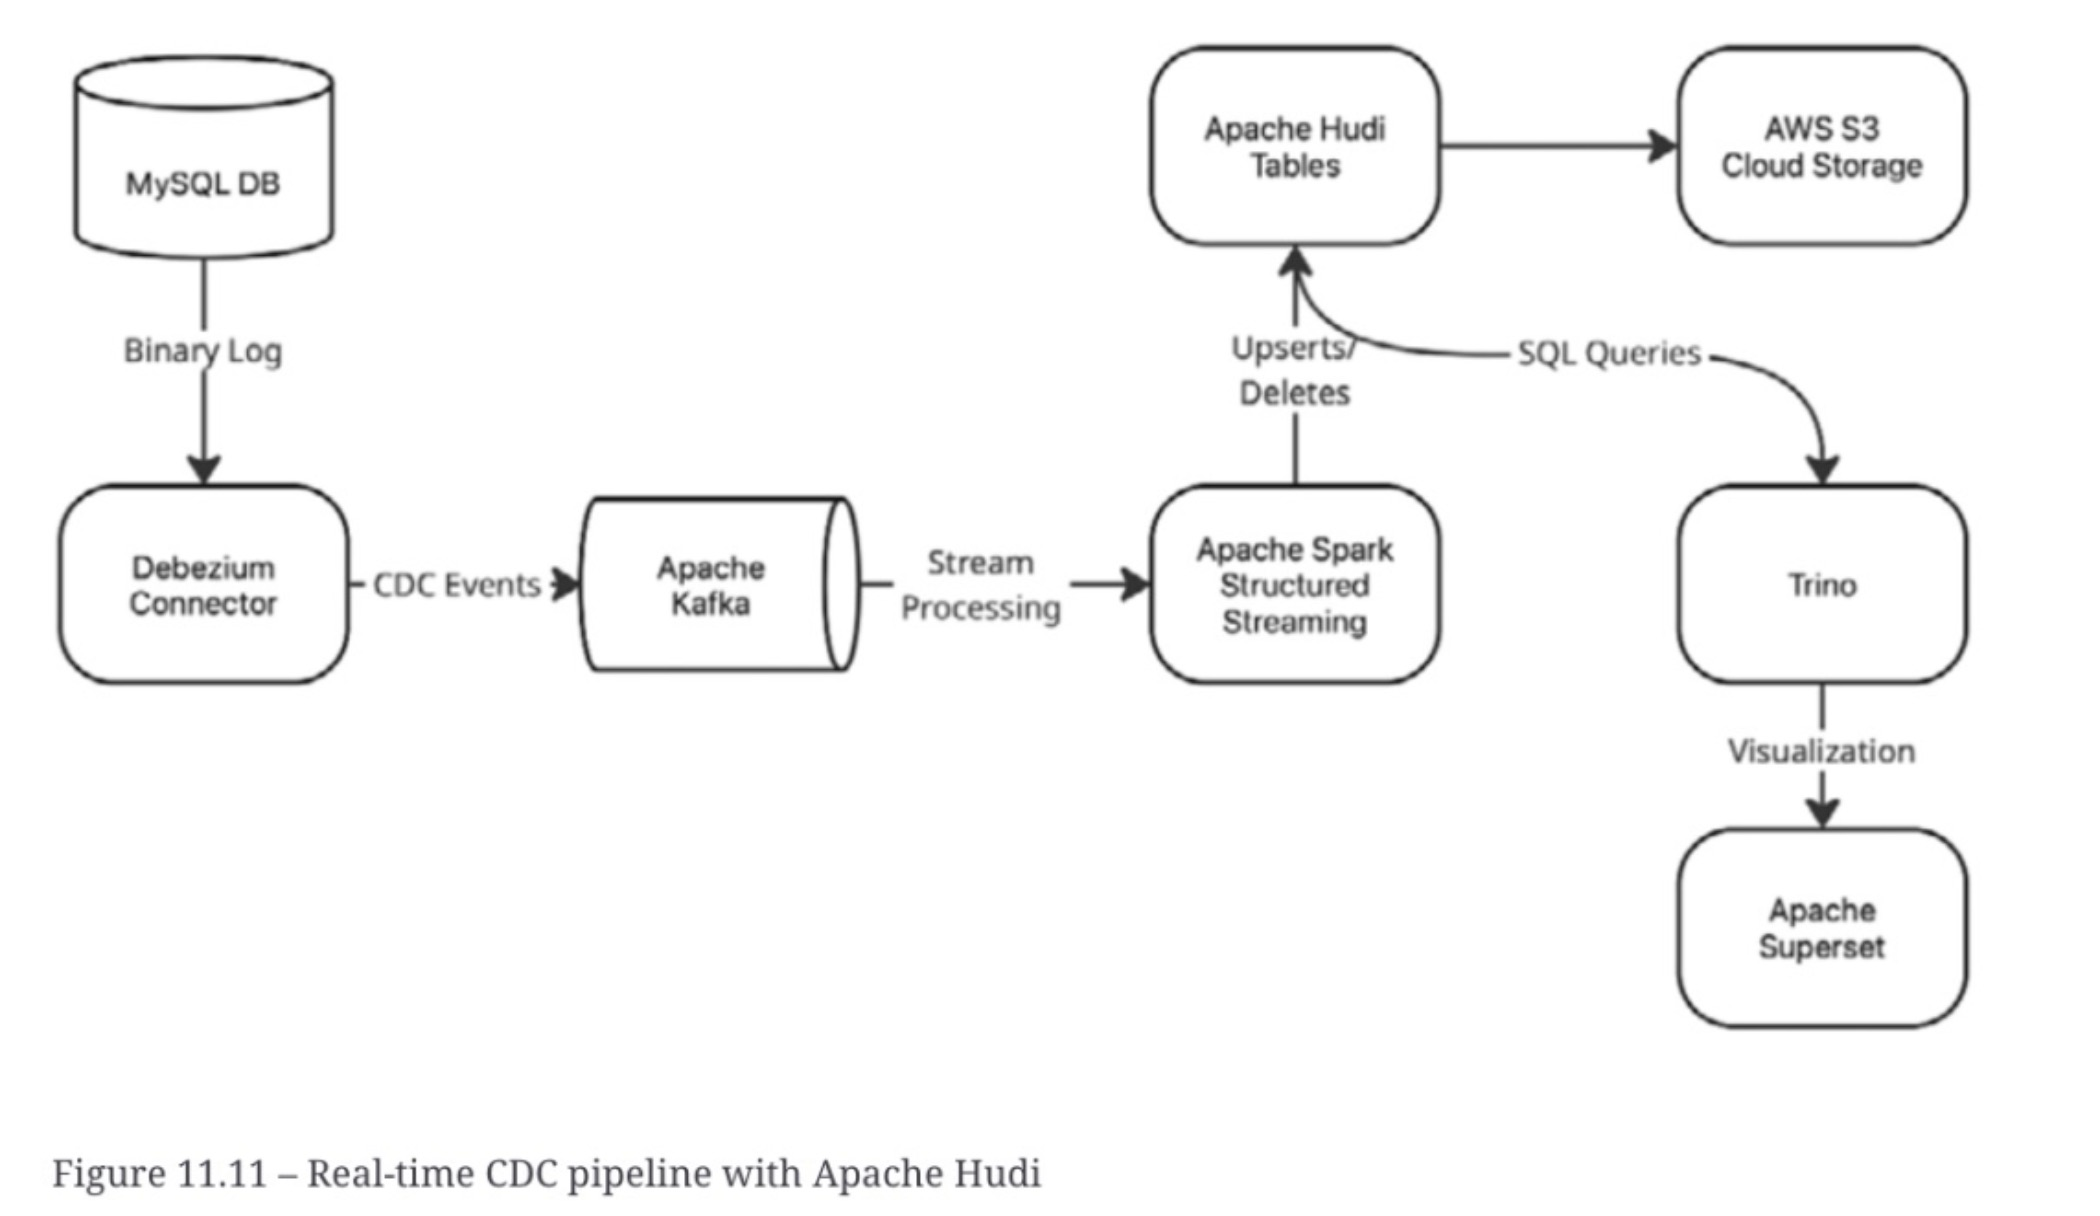 MySQL DB
Binary Log
Debezium
Connector
CDC Events
Apache
Kafka
Stream
Processing
Apache Spark
Structured
Streaming
Upserts/
Deletes
Apache Hudi
Tables
AWS S3
Cloud Storage
SQL Queries
Trino
Visualization
Apache
Superset
Figure 11.11 – Real-time CDC pipeline with Apache Hudi